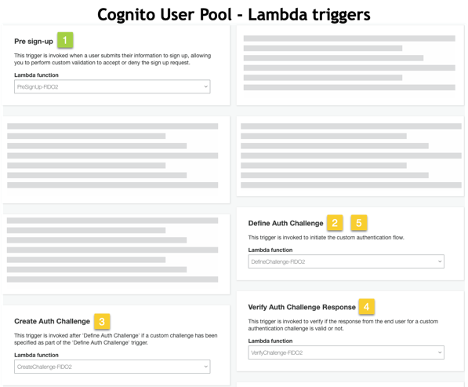 Cognito User Pool - Lambda triggers
Pre sign-up 1
This trigger is invoked when a user submits their information to sign up, allowing
you to perform custom validation to accept or deny the sign up request.
Lambda function
PreSignUp-FIDO2
Define Auth Challenge 2 5
This trigger is invoked to initiate the custom authentication flow.
Lambda function
DefineChallenge-FIDO2
Create Auth Challenge 3
This trigger is invoked after 'Define Auth Challenge' if a custom challenge has been
specified as part of the 'Define Auth Challenge' trigger.
Lambda function
CreateChallenge-FIDO2
Verify Auth Challenge Response 4
This trigger is invoked to verify if the response from the end user for a custom
authentication challenge is valid or not.
Lambda function
VerifyChallenge-FIDO2